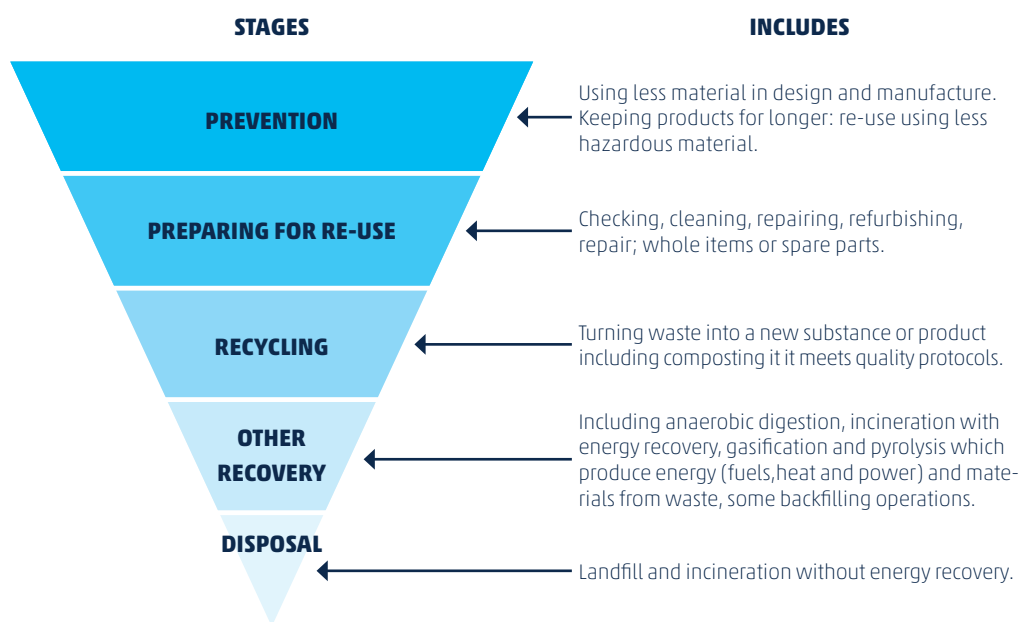 STAGES
INCLUDES
PREVENTION
Using less material in design and manufacture.
Keeping products for longer: re-use using less
hazardous material.
PREPARING FOR RE-USE
Checking, cleaning, repairing, refurbishing,
repair; whole items or spare parts.
RECYCLING
Turning waste into a new substance or product
including composting it it meets quality protocols.
OTHER
RECOVERY
Including anaerobic digestion, incineration with
energy recovery, gasification and pyrolysis which
produce energy (fuels,heat and power) and mate-
rials from waste, some backfilling operations.
DISPOSAL
Landfill and incineration without energy recovery.